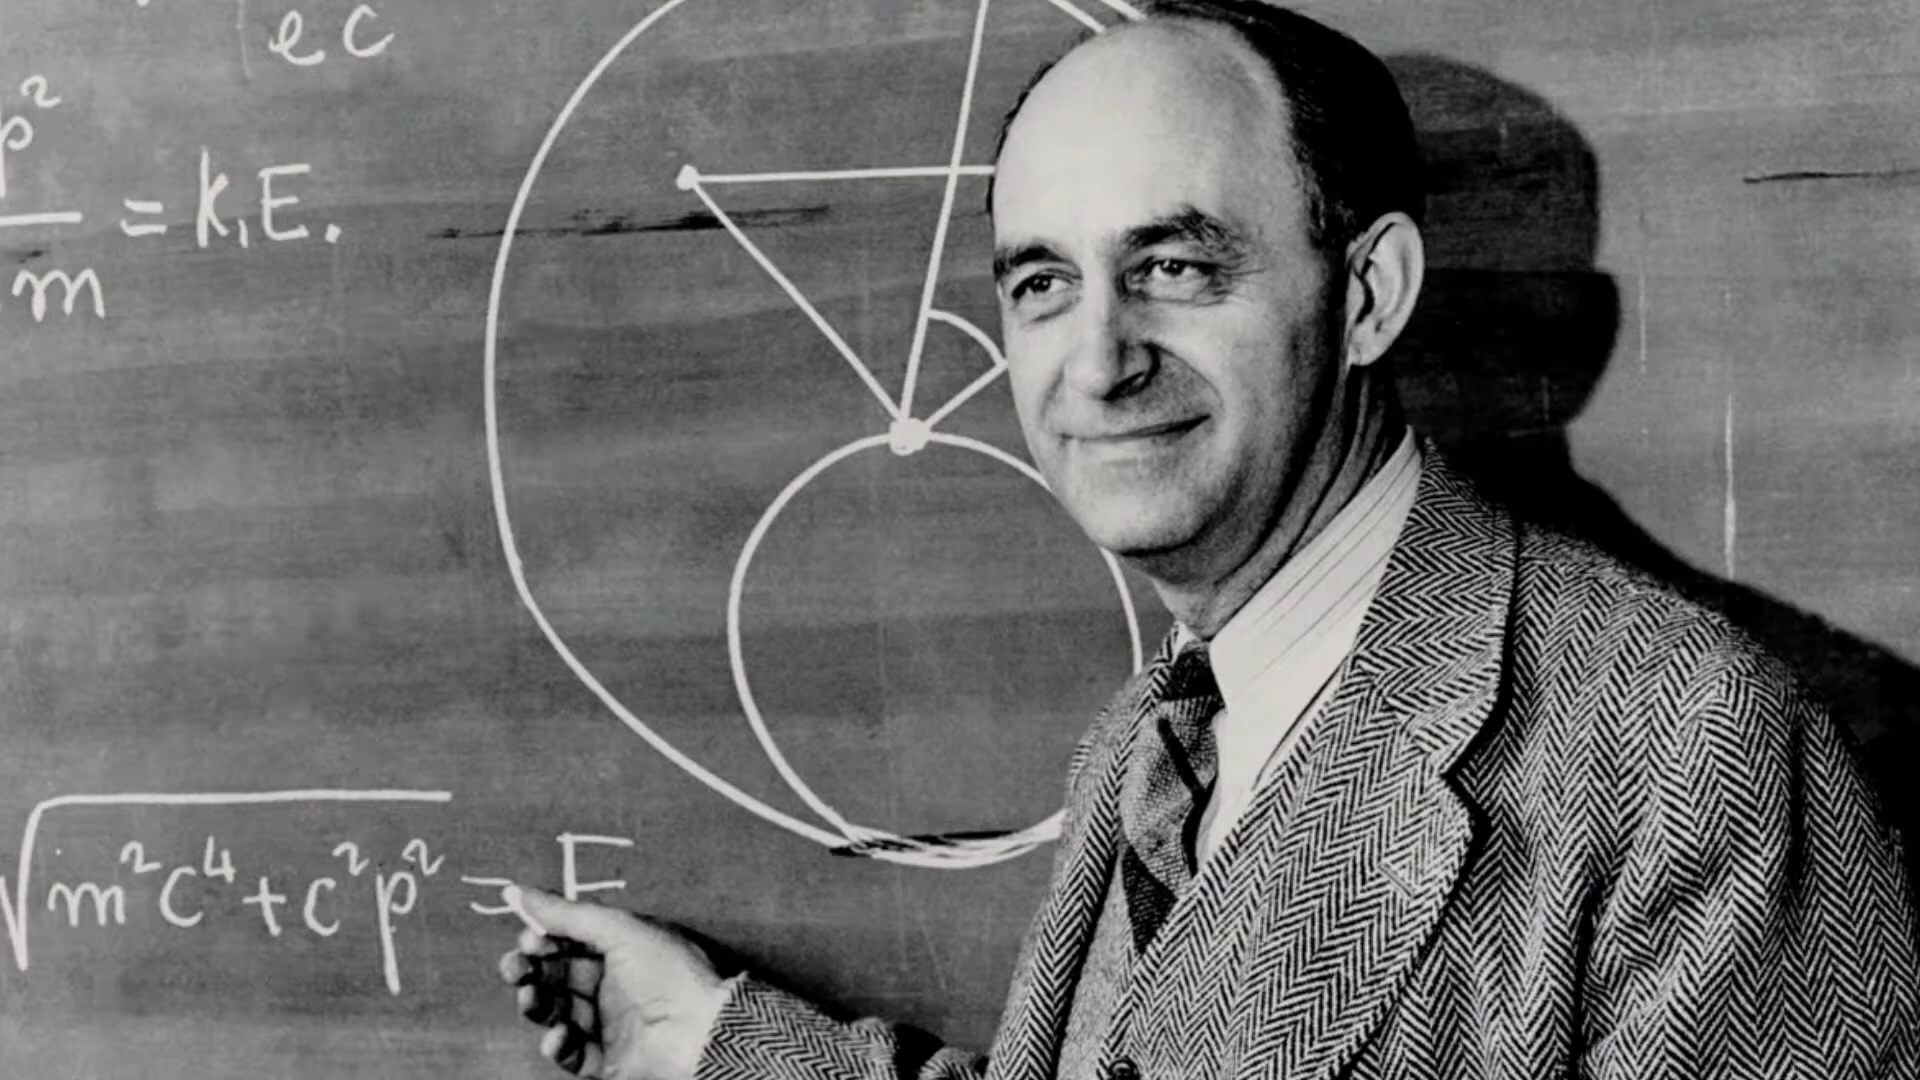 ec
p²
m
= k₁E.
√m²c⁴+c²p² = E